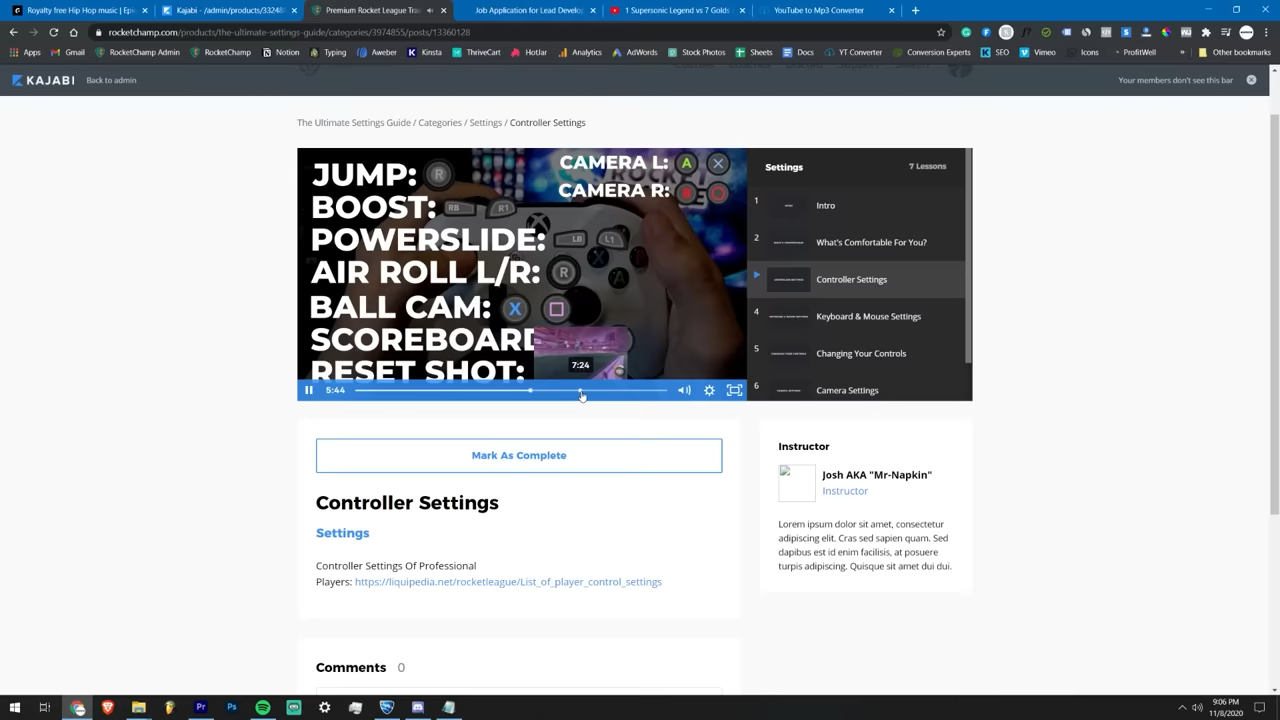 Royalty free Hip Hop music | Epic
Kajabi - /admin/products/332485
Premium Rocket League Tra
Job Application for Lead Develop
1 Supersonic Legend vs 7 Golds
YouTube to Mp3 Converter
rocketchamp.com/products/the-ultimate-settings-guide/categories/3974855/posts/13360128
Apps
Gmail
RocketChamp Admin
RocketChamp
Notion
Typing
Aweber
Kinsta
ThriveCart
HotJar
Analytics
AdWords
Stock Photos
Sheets
Docs
YT Converter
Conversion Experts
SEO
Vimeo
Icons
ProfitWell
Other bookmarks
KAJABI
Back to admin
Your members don't see this bar
The Ultimate Settings Guide / Categories / Settings / Controller Settings
JUMP:
BOOST:
POWERSLIDE:
AIR ROLL L/R:
BALL CAM:
SCOREBOARD
RESET SHOT:
CAMERA L:
CAMERA R:
R
RB
R1
LB
L1
R
X
A
A
7:24
5:44
Settings
7 Lessons
1
Intro
2
What's Comfortable For You?
Controller Settings
4
Keyboard & Mouse Settings
5
Changing Your Controls
6
Camera Settings
Mark As Complete
Controller Settings
Settings
Controller Settings Of Professional
Players: https://liquipedia.net/rocketleague/List_of_player_control_settings
Comments 0
Instructor
Josh AKA "Mr-Napkin"
Instructor
Lorem ipsum dolor sit amet, consectetur
adipiscing elit. Cras sed sapien quam. Sed
dapibus est id enim facilisis, at posuere
turpis adipiscing. Quisque sit amet dui dui.
9:06 PM
11/8/2020